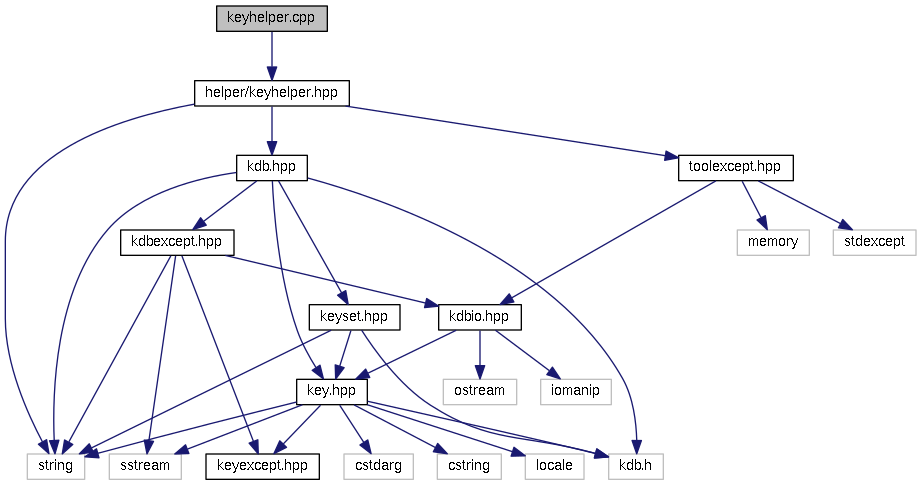 keyhelper.cpp
helper/keyhelper.hpp
kdb.hpp
toolexcept.hpp
kdbexcept.hpp
memory
stdexcept
keyset.hpp
kdbio.hpp
key.hpp
ostream
iomanip
string
sstream
keyexcept.hpp
cstdarg
cstring
locale
kdb.h